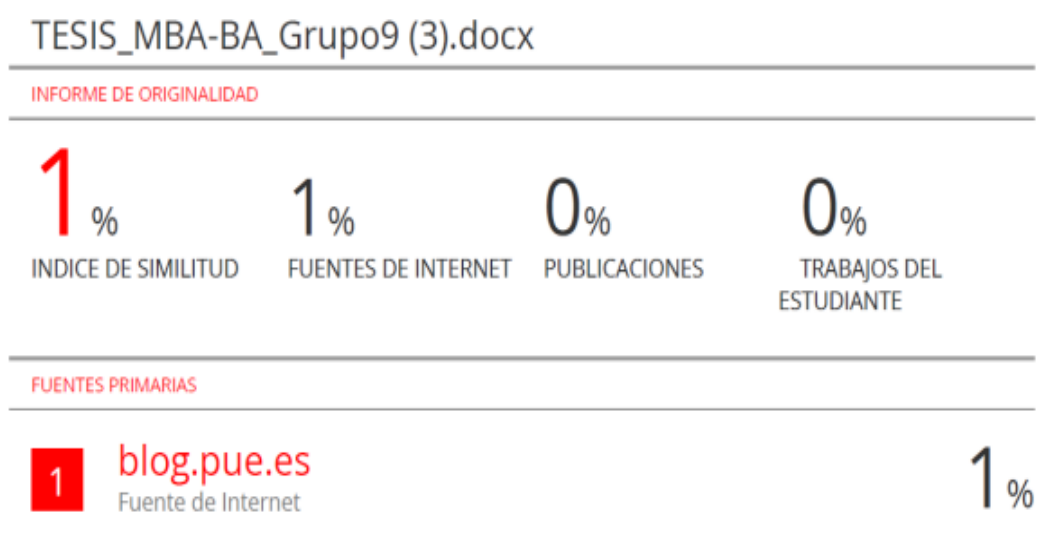 TESIS_MBA-BA_Grupo9 (3).docx
INFORME DE ORIGINALIDAD
1% 1% 0% 0%
INDICE DE SIMILITUD FUENTES DE INTERNET PUBLICACIONES TRABAJOS DEL
ESTUDIANTE
FUENTES PRIMARIAS
1 blog.pue.es 1%
Fuente de Internet